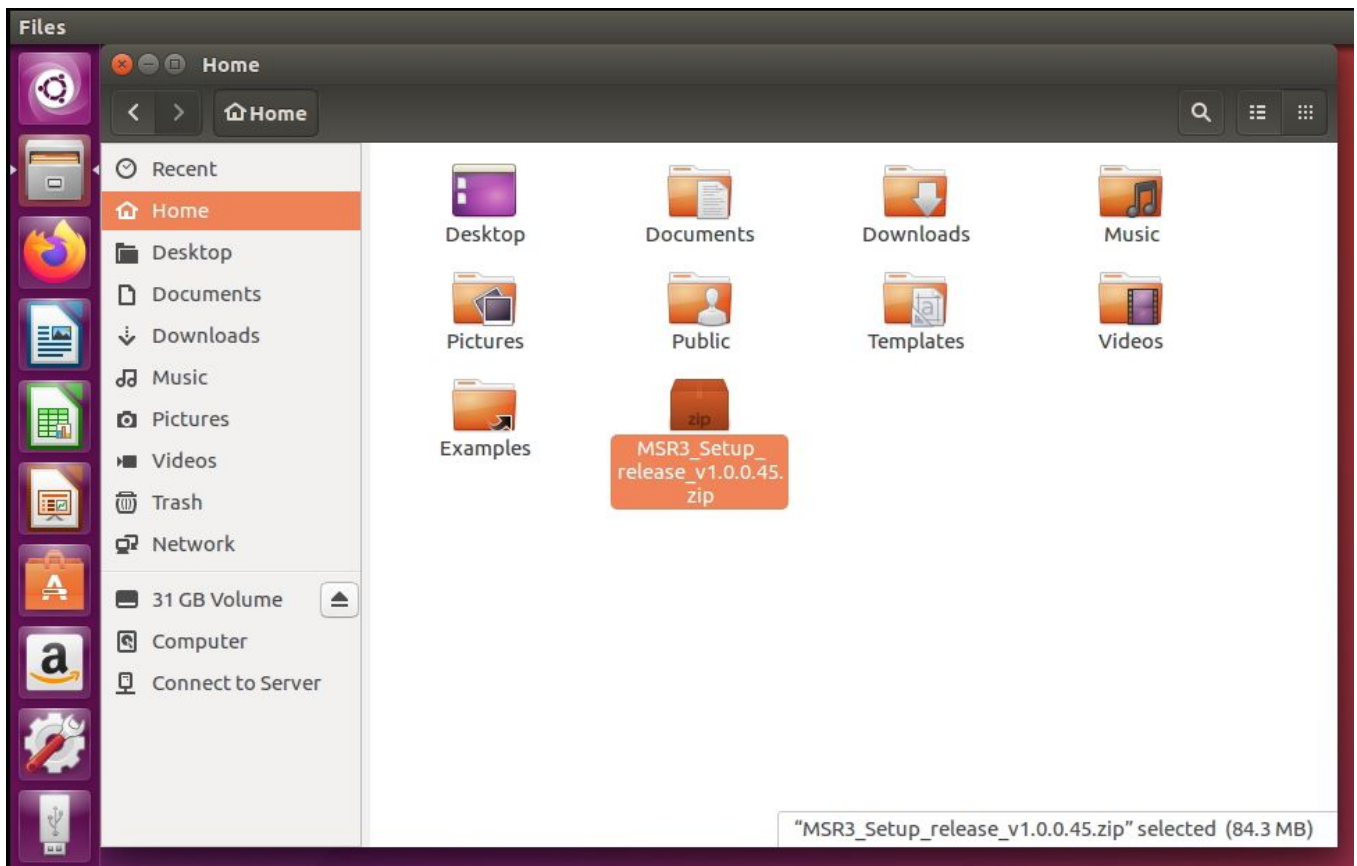 Files
Home
Home
Recent
Home
Desktop
Documents
Downloads
Music
Pictures
Videos
Trash
Network
31 GB Volume
Computer
Connect to Server
Desktop
Documents
Downloads
Music
Pictures
Public
Templates
Videos
Examples
zip
MSR3_Setup_
release_v1.0.0.45.
zip
“MSR3_Setup_release_v1.0.0.45.zip” selected (84.3 MB)